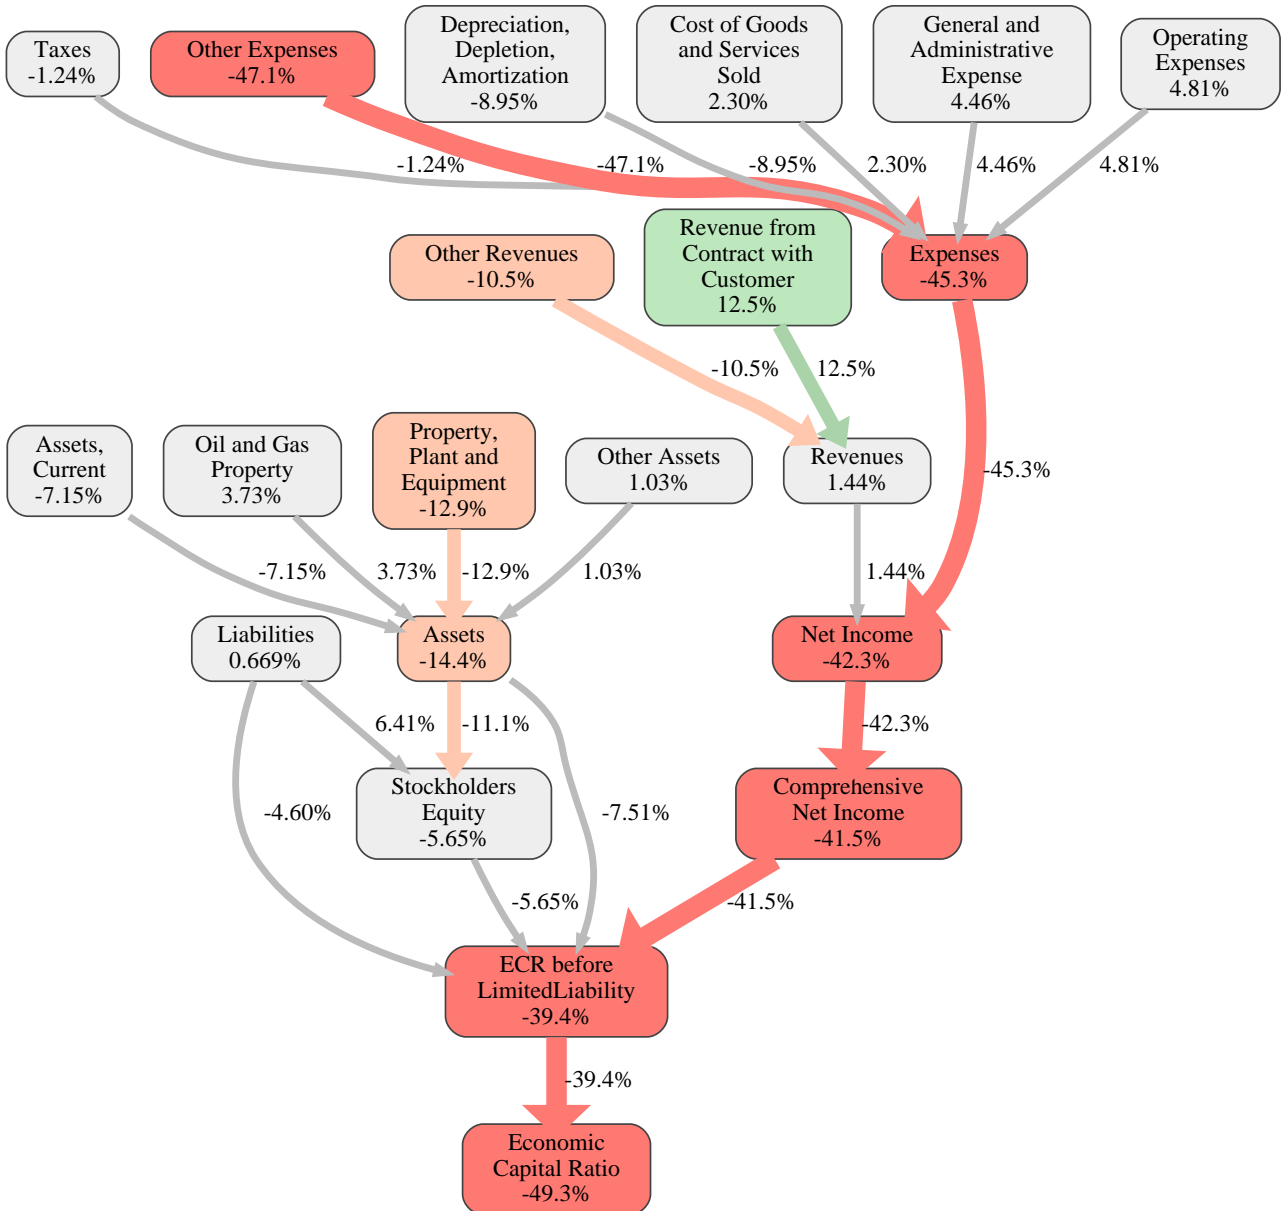 Taxes
-1.24%
Other Expenses
-47.1%
Depreciation,
Depletion,
Amortization
-8.95%
Cost of Goods
and Services
Sold
2.30%
General and
Administrative
Expense
4.46%
Operating
Expenses
4.81%
-1.24%
-47.1%
-8.95%
2.30%
4.46%
4.81%
Other Revenues
-10.5%
Revenue from
Contract with
Customer
12.5%
Expenses
-45.3%
-10.5%
12.5%
-45.3%
Assets,
Current
-7.15%
Oil and Gas
Property
3.73%
Property,
Plant and
Equipment
-12.9%
Other Assets
1.03%
Revenues
1.44%
-7.15%
3.73%
-12.9%
1.03%
1.44%
Liabilities
0.669%
Assets
-14.4%
Net Income
-42.3%
6.41%
-11.1%
-42.3%
Stockholders
Equity
-5.65%
Comprehensive
Net Income
-41.5%
-4.60%
-7.51%
-5.65%
-41.5%
ECR before
LimitedLiability
-39.4%
-39.4%
Economic
Capital Ratio
-49.3%